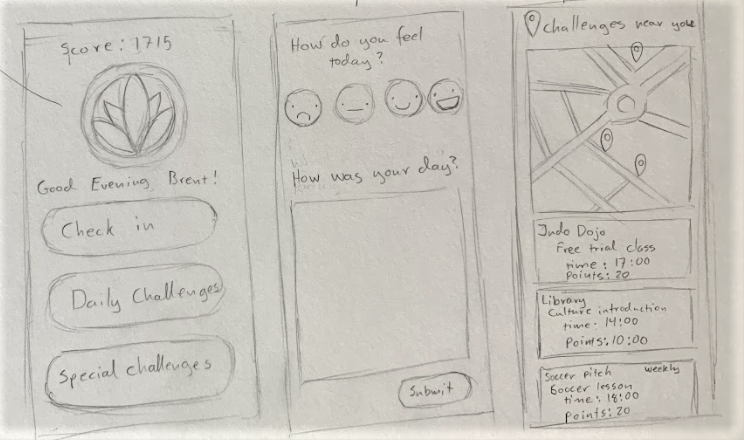 Score: 1715
Good Evening Brent!
Check in
Daily Challenges
Special challenges
How do you feel
today?
How was your day?
Submit
Challenges near you
Judo Dojo
Free trial class
time: 17:00
Points: 20
Library
Culture introduction
time: 14:00
Points: 10:00
Soccer pitch weekly
Soccer lesson
time: 18:00
Points: 20